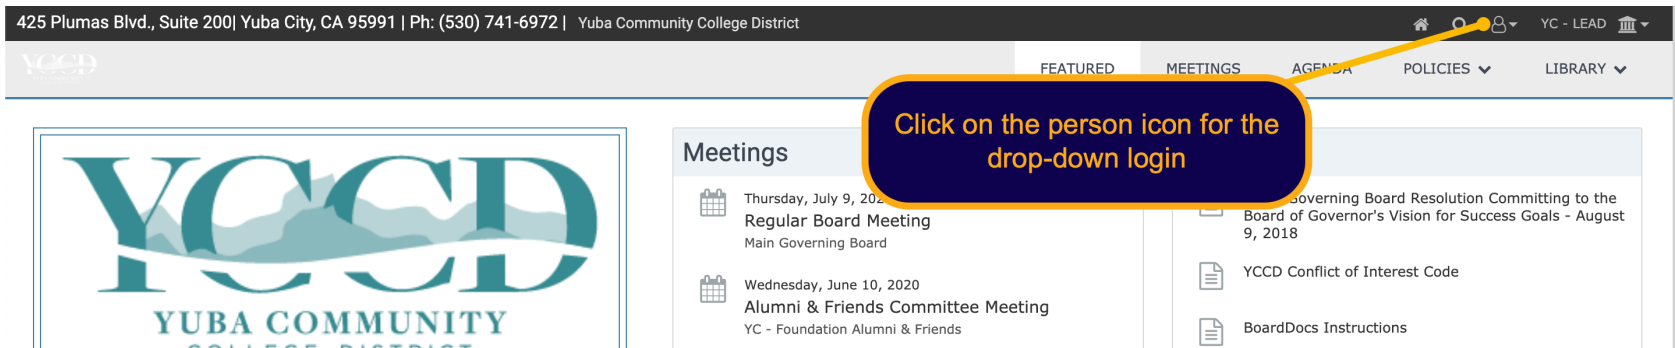 425 Plumas Blvd., Suite 200| Yuba City, CA 95991 | Ph: (530) 741-6972 | Yuba Community College District
YC - LEAD
YCCD
FEATURED MEETINGS AGENDA POLICIES LIBRARY
Click on the person icon for the
drop-down login
YCCD
YUBA COMMUNITY
COLLEGE DISTRICT
Meetings
Thursday, July 9,
Regular Board Meeting
Main Governing Board
Wednesday, June 10, 2020
Alumni & Friends Committee Meeting
YC - Foundation Alumni & Friends
Governing Board Resolution Committing to the
Board of Governor's Vision for Success Goals - August
9, 2018
YCCD Conflict of Interest Code
BoardDocs Instructions